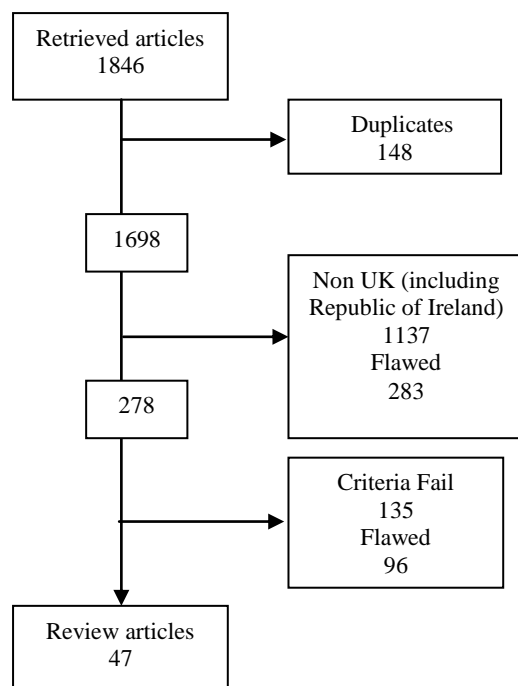 Retrieved articles
1846
Duplicates
148
1698
Non UK (including
Republic of Ireland)
1137
Flawed
283
278
Criteria Fail
135
Flawed
96
Review articles
47